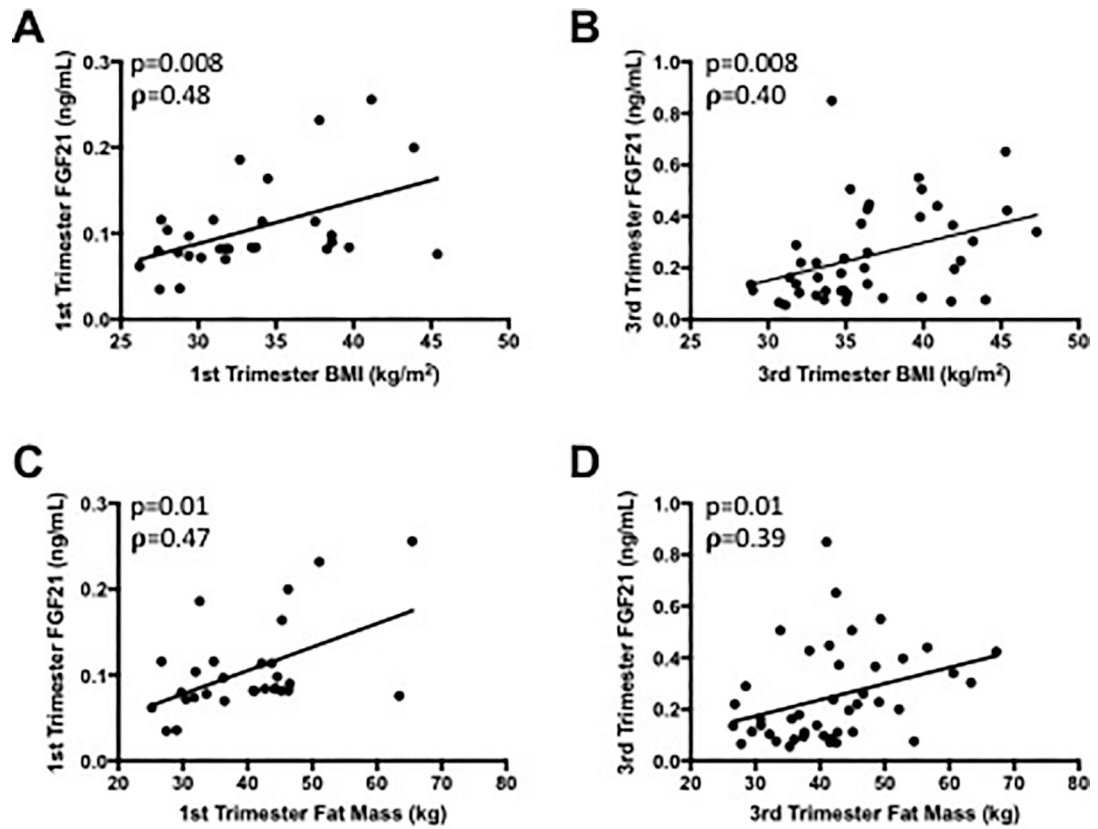 A
1st Trimester FGF21 (ng/mL)
p=0.008
ρ=0.48
0.3
0.2
0.1
0.0
25 30 35 40 45 50
1st Trimester BMI (kg/m²)
B
3rd Trimester FGF21 (ng/mL)
p=0.008
ρ=0.40
1.0
0.8
0.6
0.4
0.2
0.0
25 30 35 40 45 50
3rd Trimester BMI (kg/m²)
C
1st Trimester FGF21 (ng/mL)
p=0.01
ρ=0.47
0.3
0.2
0.1
0.0
20 30 40 50 60 70 80
1st Trimester Fat Mass (kg)
D
3rd Trimester FGF21 (ng/mL)
p=0.01
ρ=0.39
1.0
0.8
0.6
0.4
0.2
0.0
20 30 40 50 60 70 80
3rd Trimester Fat Mass (kg)